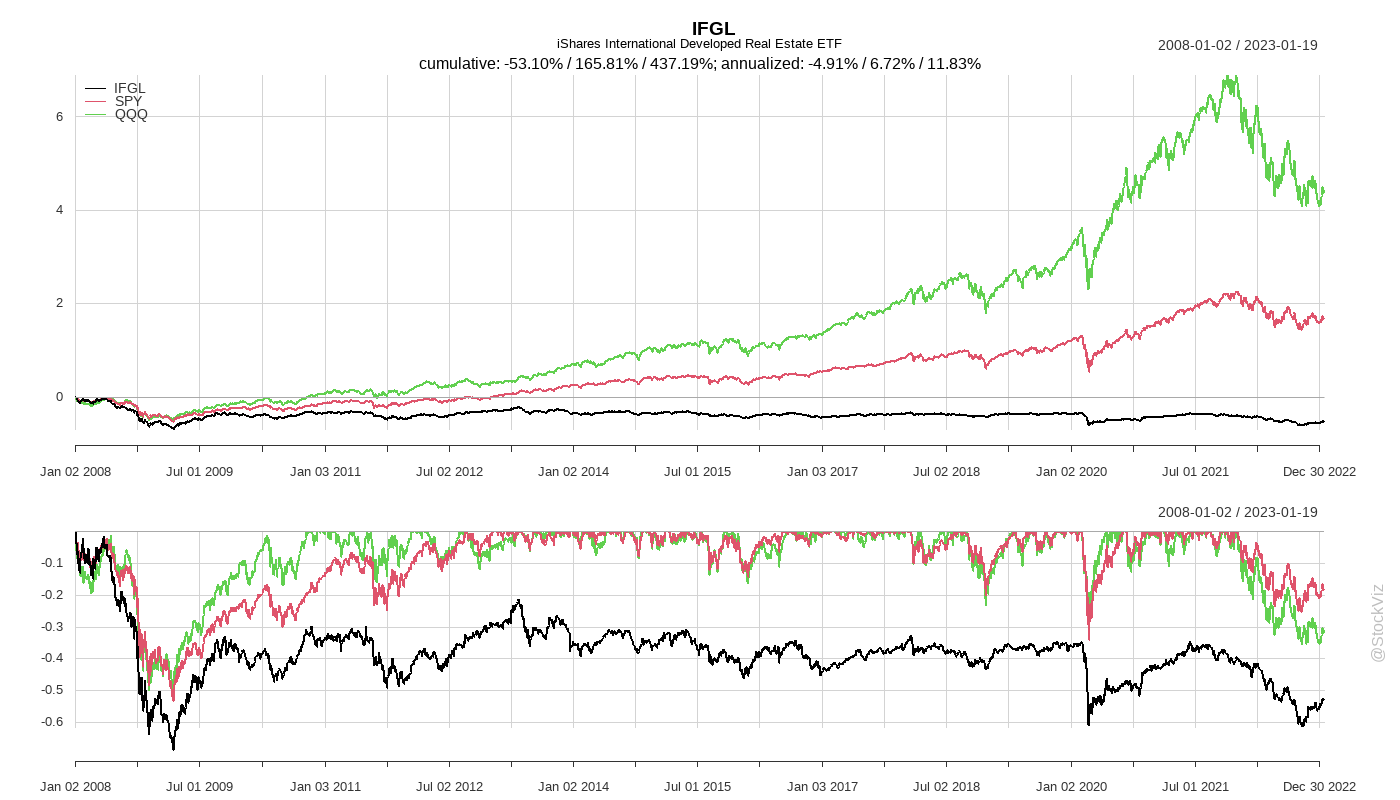 IFGL
iShares International Developed Real Estate ETF
2008-01-02 / 2023-01-19
cumulative: -53.10% / 165.81% / 437.19%; annualized: -4.91% / 6.72% / 11.83%
IFGL
SPY
QQQ
6
4
2
0
Jan 02 2008 Jul 01 2009 Jan 03 2011 Jul 02 2012 Jan 02 2014 Jul 01 2015 Jan 03 2017 Jul 02 2018 Jan 02 2020 Jul 01 2021 Dec 30 2022
2008-01-02 / 2023-01-19
-0.1
-0.2
-0.3
-0.4
-0.5
-0.6
Jan 02 2008 Jul 01 2009 Jan 03 2011 Jul 02 2012 Jan 02 2014 Jul 01 2015 Jan 03 2017 Jul 02 2018 Jan 02 2020 Jul 01 2021 Dec 30 2022
@StockViz